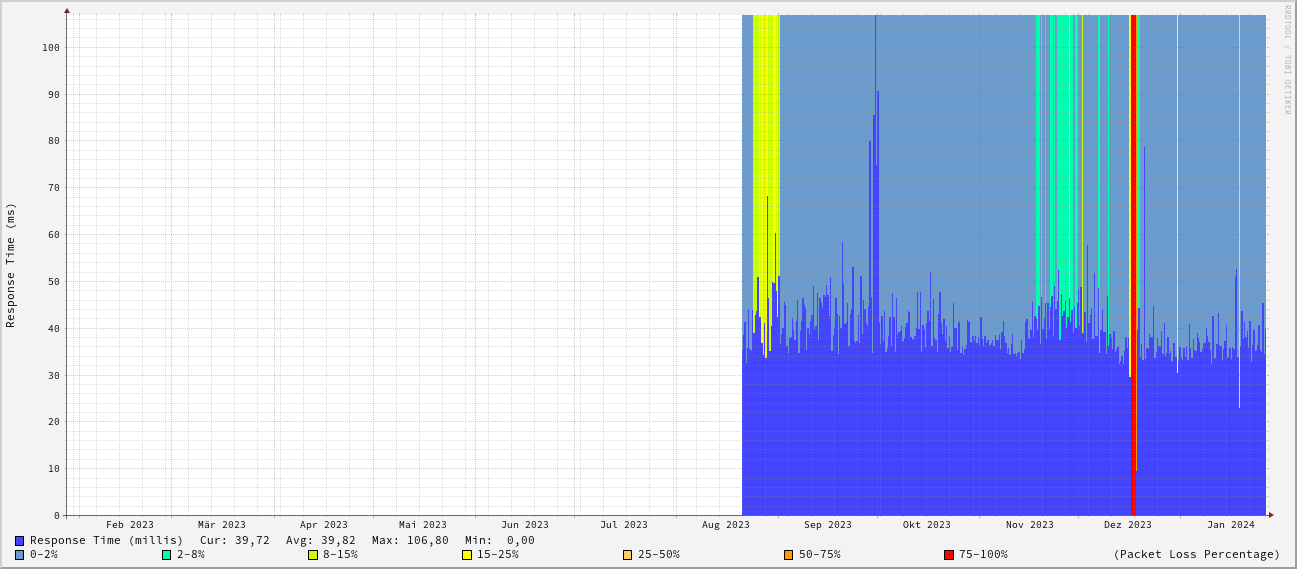 RRDTOOL / TOBI OETIKER
Response Time (ms)
100
90
80
70
60
50
40
30
20
10
0
Feb 2023 Mär 2023 Apr 2023 Mai 2023 Jun 2023 Jul 2023 Aug 2023 Sep 2023 Okt 2023 Nov 2023 Dez 2023 Jan 2024
Response Time (millis) Cur: 39,72 Avg: 39,82 Max: 106,80 Min: 0,00
0-2% 2-8% 8-15% 15-25% 25-50% 50-75% 75-100% (Packet Loss Percentage)